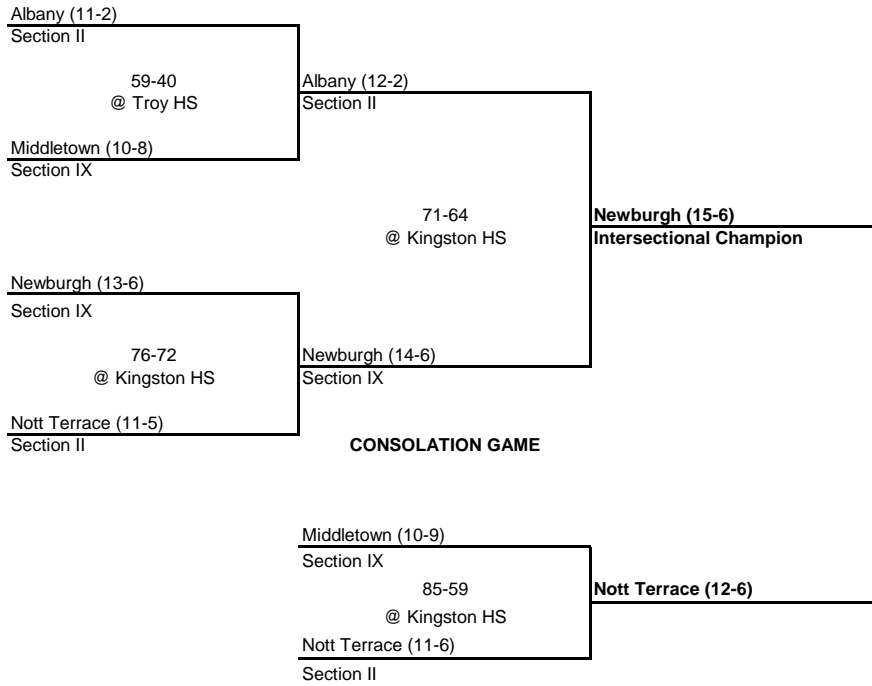 Albany (11-2)
Section II
59-40
@ Troy HS
Albany (12-2)
Section II
Middletown (10-8)
Section IX
71-64
@ Kingston HS
Newburgh (15-6)
Intersectional Champion
Newburgh (13-6)
Section IX
76-72
@ Kingston HS
Newburgh (14-6)
Section IX
Nott Terrace (11-5)
Section II
CONSOLATION GAME
Middletown (10-9)
Section IX
85-59
@ Kingston HS
Nott Terrace (12-6)
Nott Terrace (11-6)
Section II